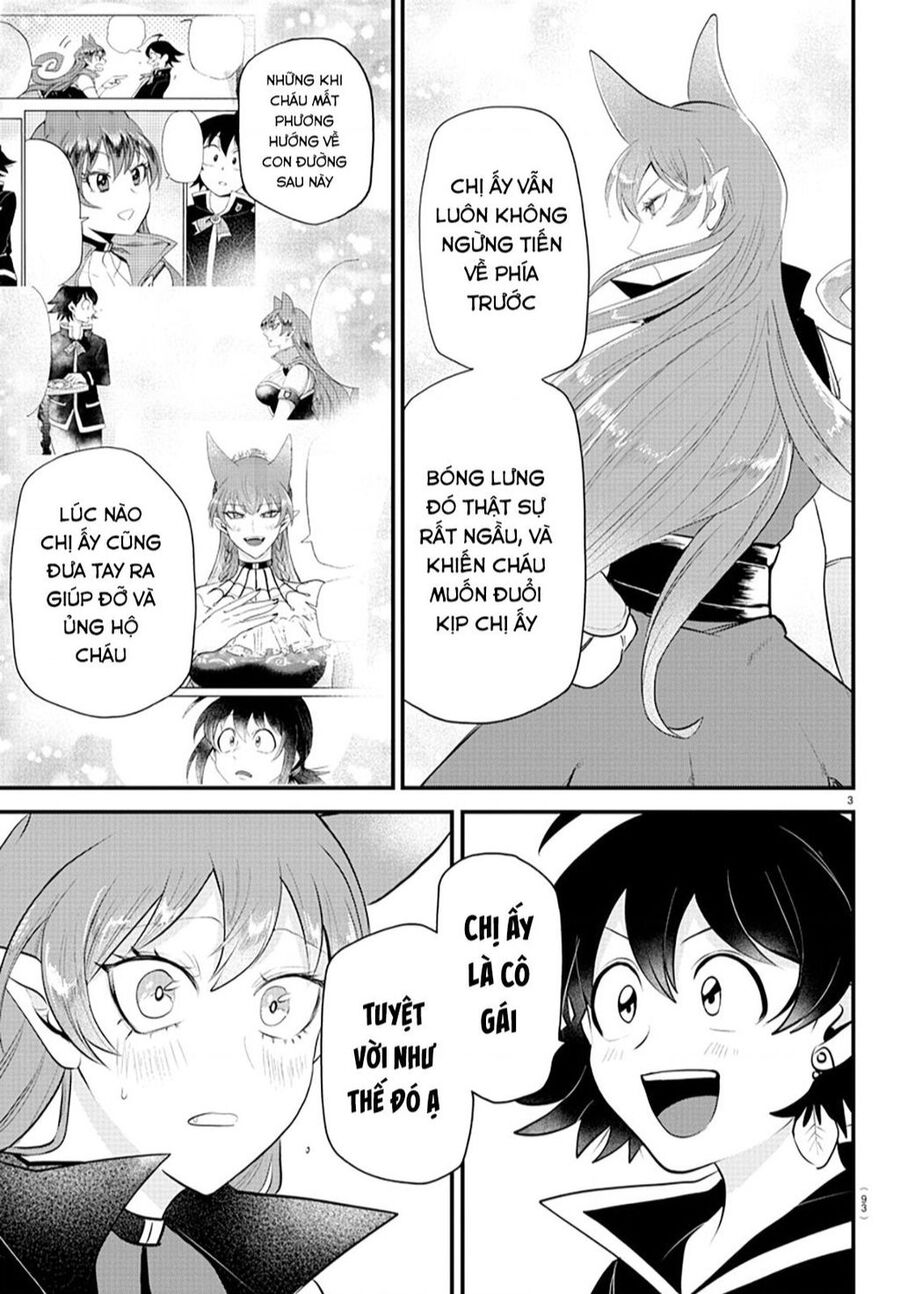 CHỊ ẤY VẪN
LUÔN KHÔNG
NGỪNG TIẾN
VỀ PHÍA
TRƯỚC
BÓNG LƯNG
ĐÓ THẬT SỰ
RẤT NGẦU, VÀ
KHIẾN CHÁU
MUỐN ĐUỔI
KỊP CHỊ ẤY
NHỮNG KHI
CHÁU MẤT
PHƯƠNG
HƯỚNG VỀ
CON ĐƯỜNG
SAU NÀY
LÚC NÀO
CHỊ ẤY CŨNG
ĐƯA TAY RA
GIÚP ĐỠ VÀ
ỦNG HỘ
CHÁU
3
CHỊ ẤY
LÀ CÔ
GÁI
TUYỆT
VỜI NHƯ
THẾ ĐÓ Ạ
(93)